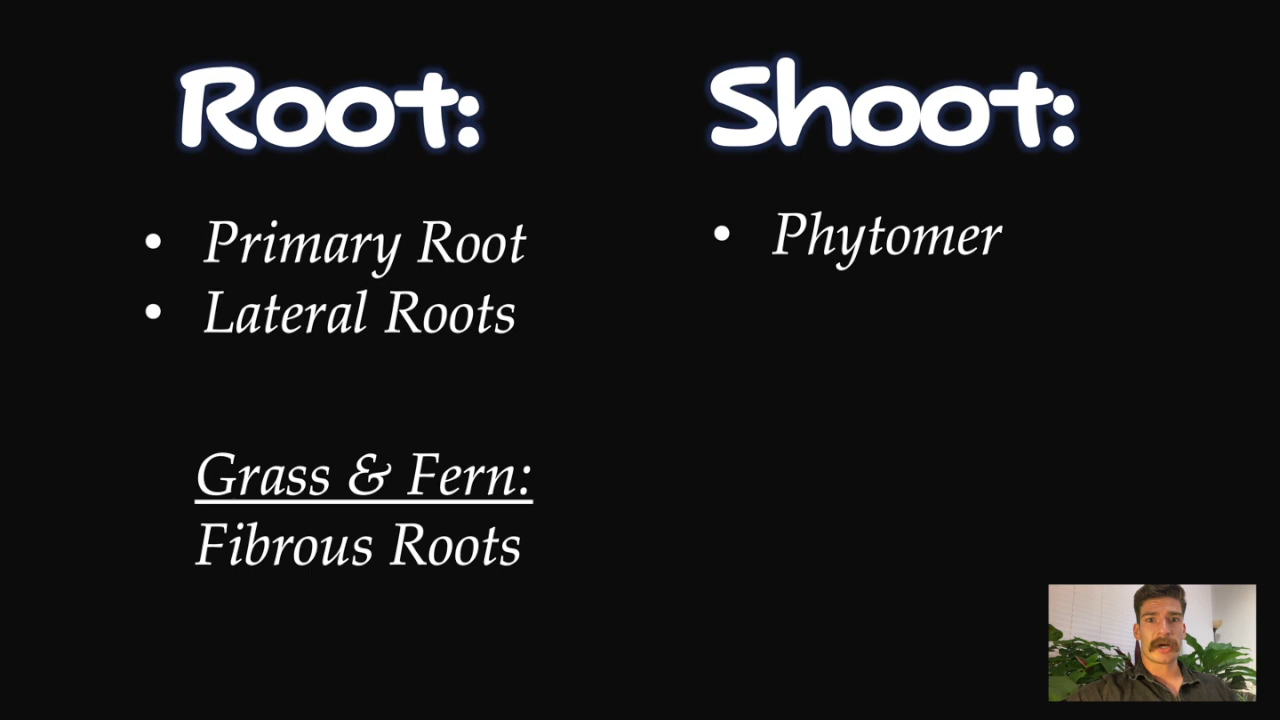 Root:
• Primary Root
• Lateral Roots
Grass & Fern:
Fibrous Roots
Shoot:
• Phytomer